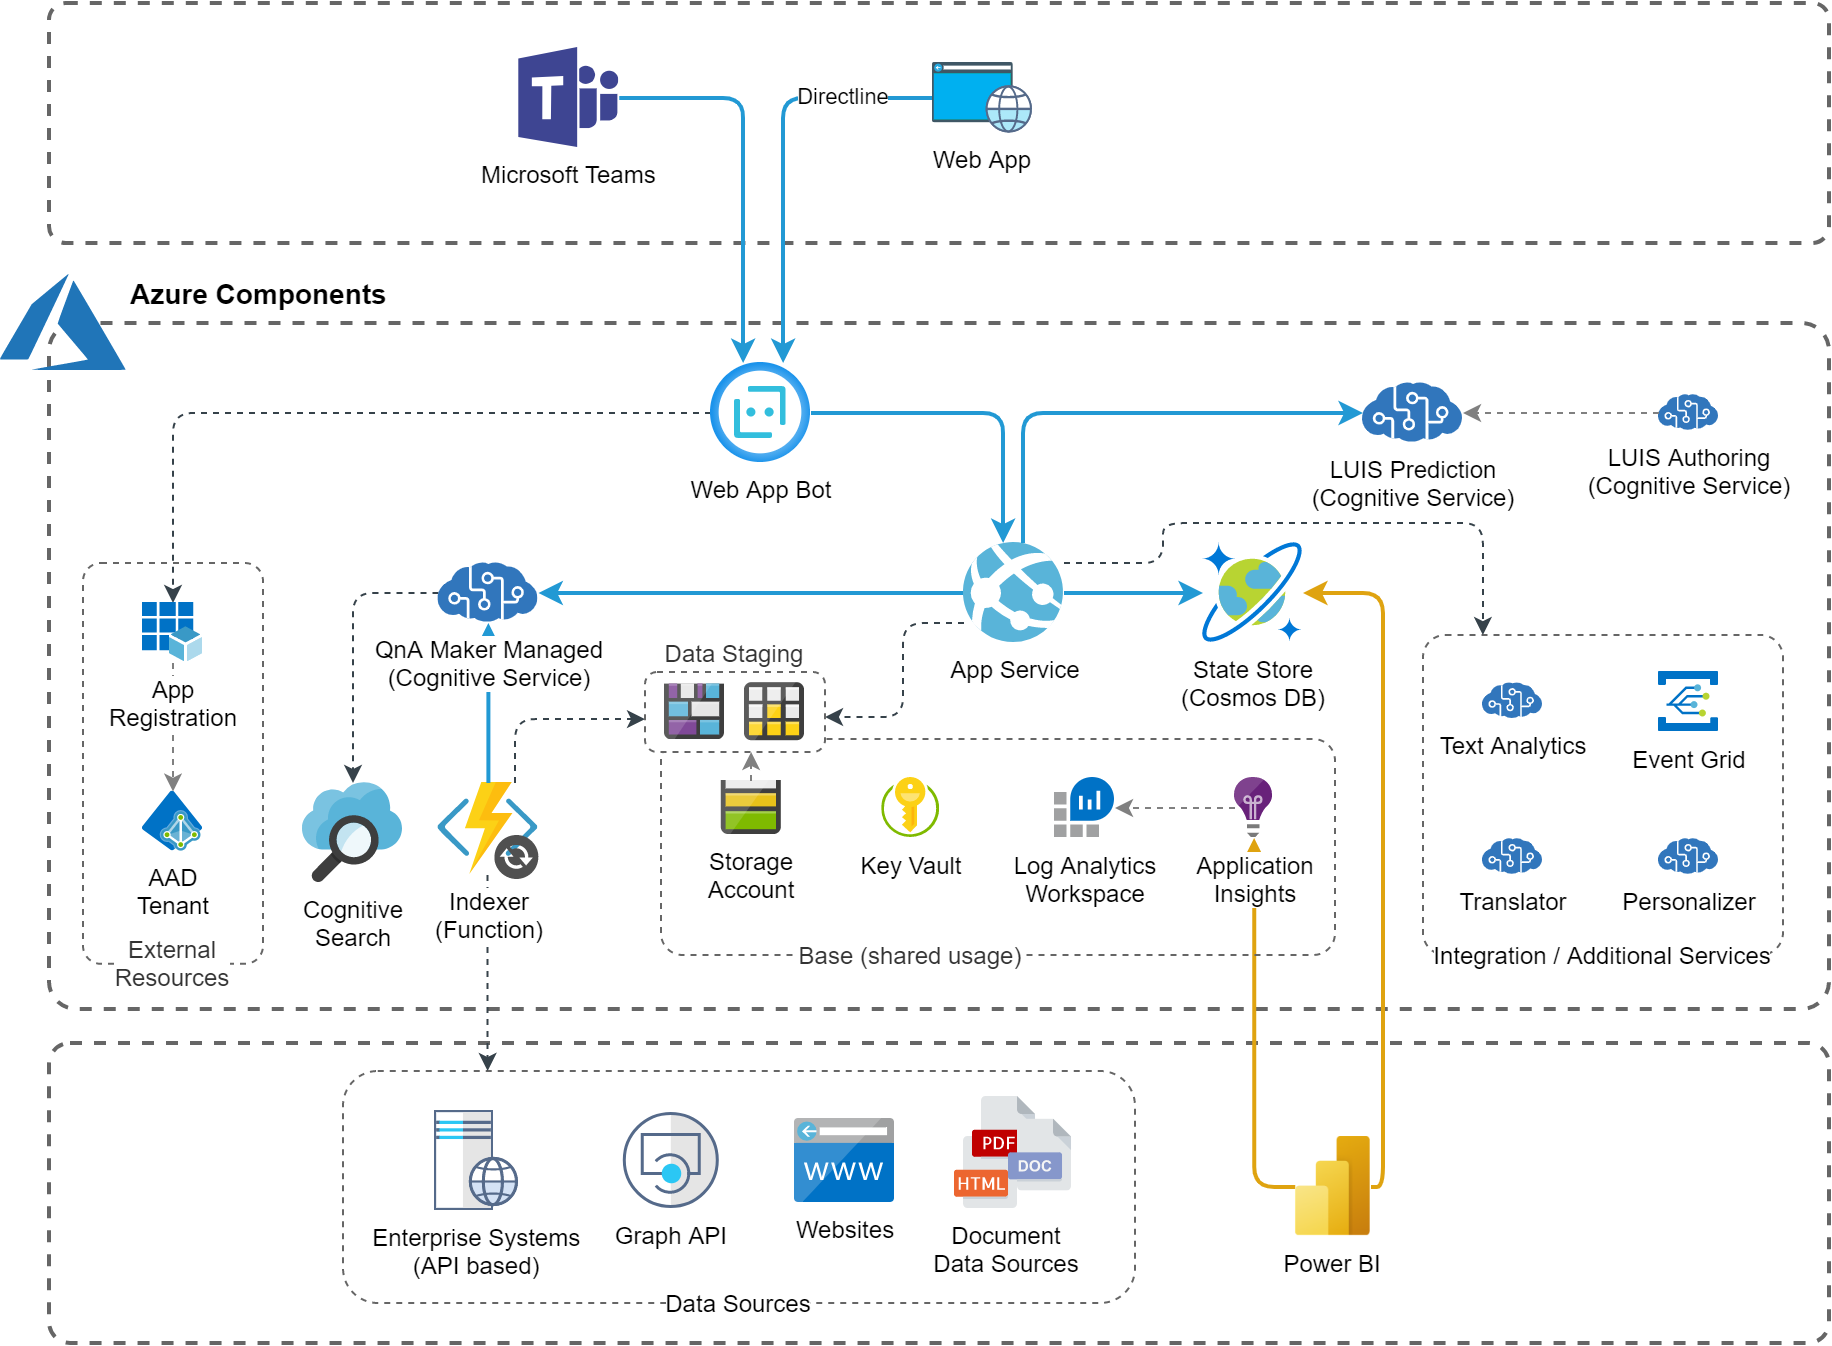 T
Microsoft Teams
Directline
Web App
Azure Components
Web App Bot
LUIS Prediction
(Cognitive Service)
LUIS Authoring
(Cognitive Service)
QnA Maker Managed
(Cognitive Service)
Data Staging
App Service
State Store
(Cosmos DB)
App
Registration
AAD
Tenant
External
Resources
Cognitive
Search
Indexer
(Function)
Storage
Account
Key Vault
Log Analytics
Workspace
Application
Insights
Base (shared usage)
Text Analytics
Event Grid
Translator
Personalizer
Integration / Additional Services
Enterprise Systems
(API based)
Graph API
WWW
Websites
PDF
DOC
HTML
Document
Data Sources
Data Sources
Power BI